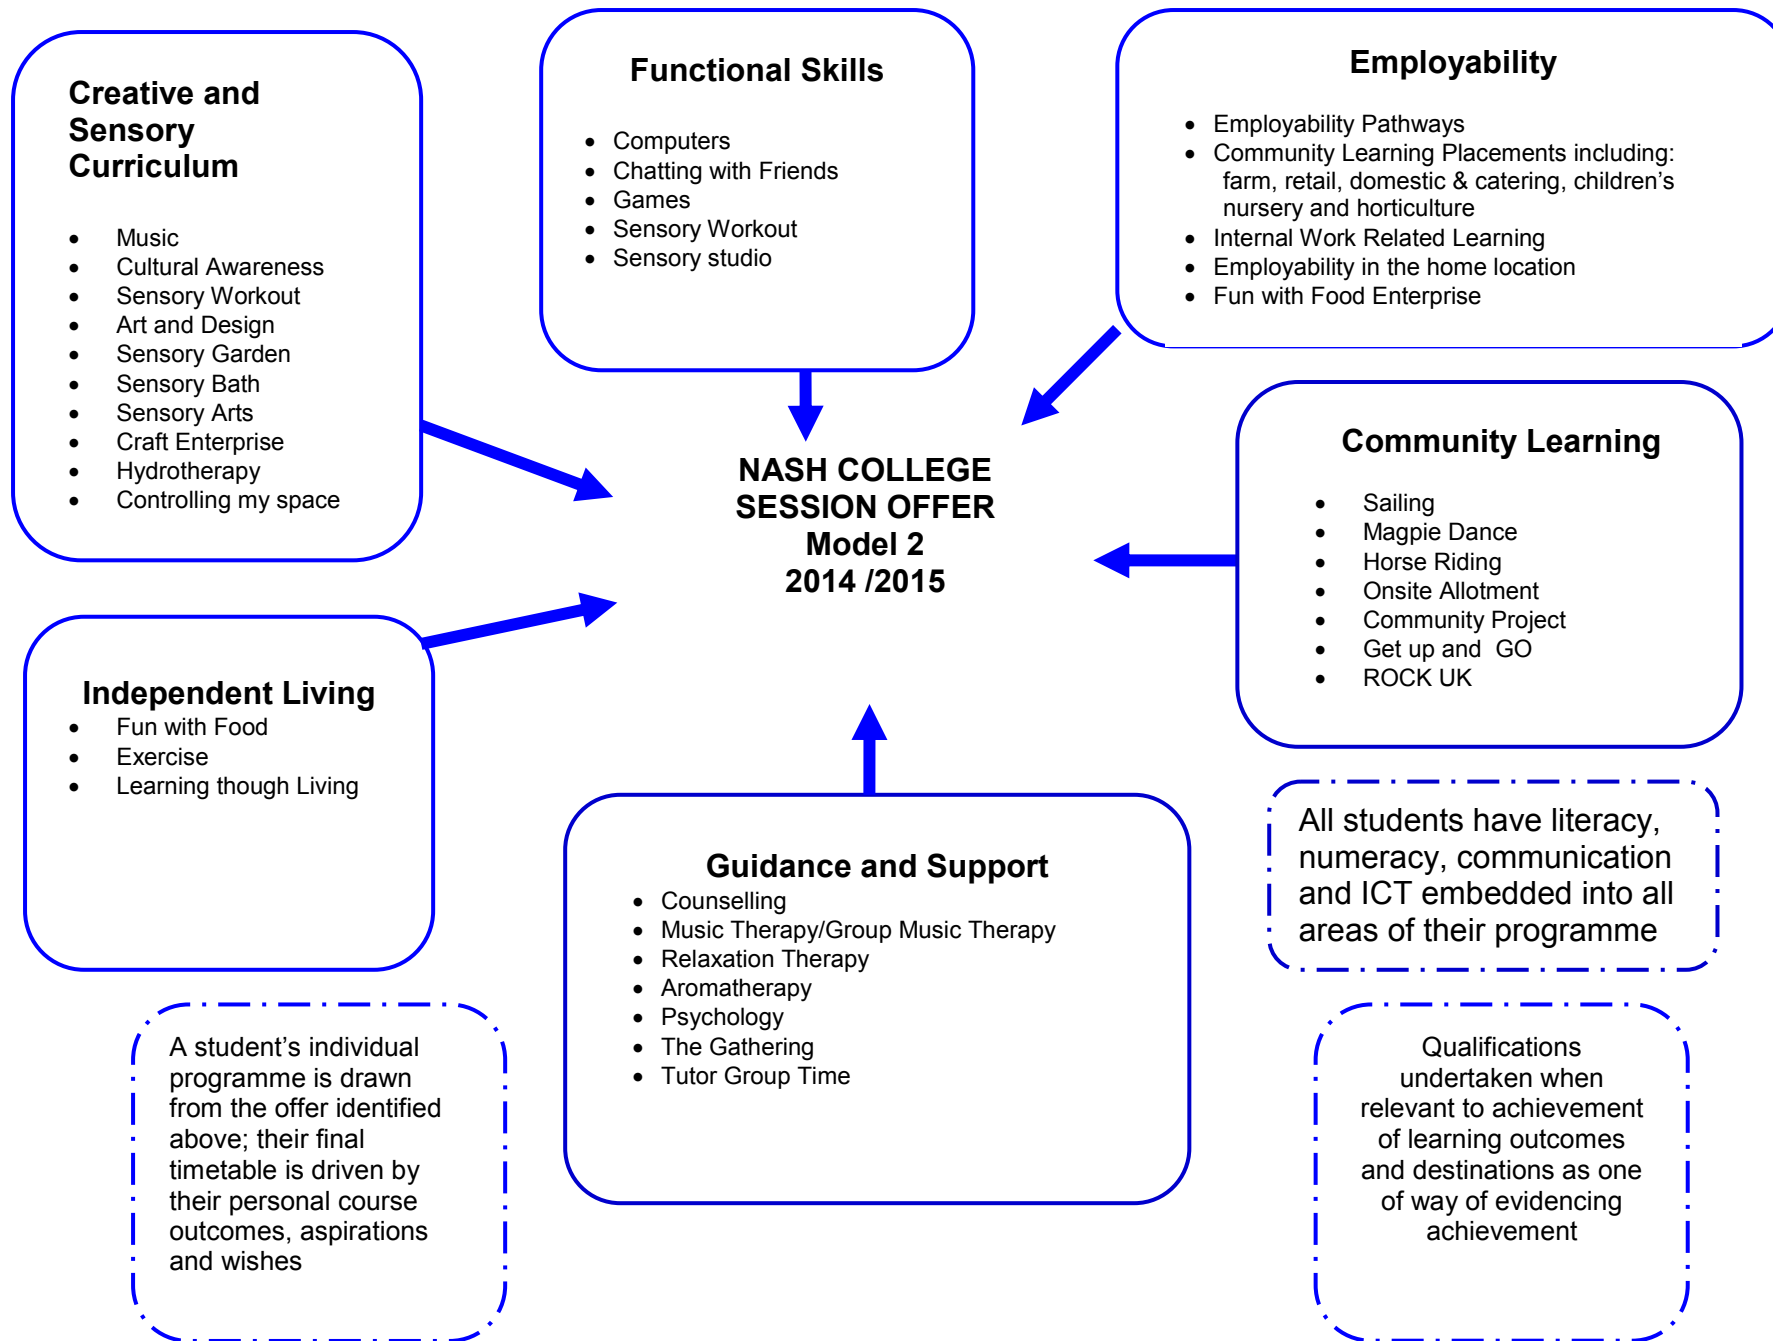 Creative and
Sensory
Curriculum
• Music
• Cultural Awareness
• Sensory Workout
• Art and Design
• Sensory Garden
• Sensory Bath
• Sensory Arts
• Craft Enterprise
• Hydrotherapy
• Controlling my space
Functional Skills
• Computers
• Chatting with Friends
• Games
• Sensory Workout
• Sensory studio
Employability
• Employability Pathways
• Community Learning Placements including:
farm, retail, domestic & catering, children’s
nursery and horticulture
• Internal Work Related Learning
• Employability in the home location
• Fun with Food Enterprise
NASH COLLEGE
SESSION OFFER
Model 2
2014 /2015
Community Learning
• Sailing
• Magpie Dance
• Horse Riding
• Onsite Allotment
• Community Project
• Get up and  GO
• ROCK UK
Independent Living
• Fun with Food
• Exercise
• Learning though Living
Guidance and Support
• Counselling
• Music Therapy/Group Music Therapy
• Relaxation Therapy
• Aromatherapy
• Psychology
• The Gathering
• Tutor Group Time
All students have literacy,
numeracy, communication
and ICT embedded into all
areas of their programme
A student’s individual
programme is drawn
from the offer identified
above; their final
timetable is driven by
their personal course
outcomes, aspirations
and wishes
Qualifications
undertaken when
relevant to achievement
of learning outcomes
and destinations as one
of way of evidencing
achievement